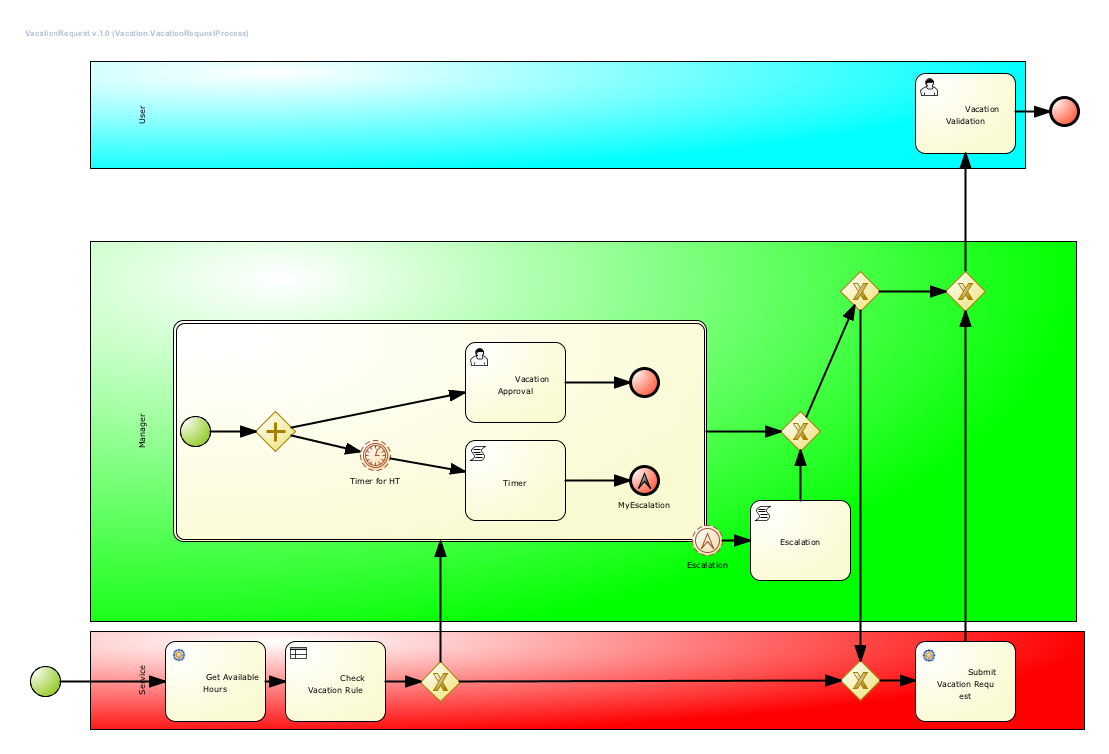 VacationRequest v.1.0 (Vacation.VacationRequestProcess)
User
Vacation
Validation
Manager
Vacation
Approval
Timer for HT
Timer
MyEscalation
Escalation
Escalation
Service
Get Available
Hours
Check
Vacation Rule
Submit
Vacation Requ
est